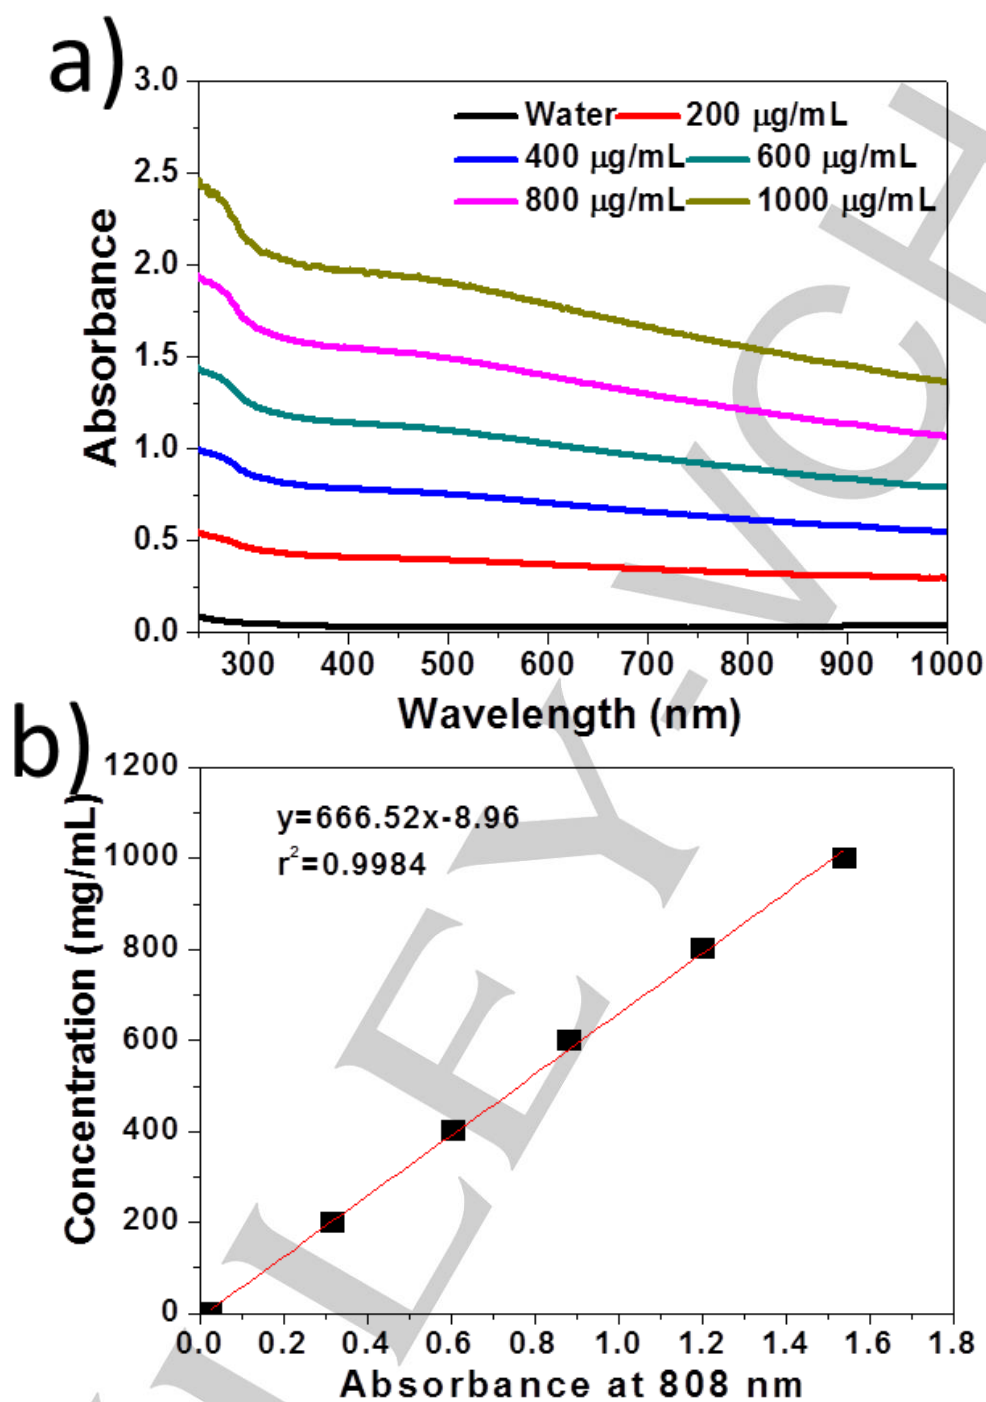 a)
3.0
Water 200 μg/mL
400 μg/mL 600 μg/mL
800 μg/mL 1000 μg/mL
2.5
2.0
1.5
1.0
0.5
0.0
Absorbance
300 400 500 600 700 800 900 1000
Wavelength (nm)
b)
1200
y=666.52x-8.96
r²=0.9984
1000
800
600
400
200
0
Concentration (mg/mL)
0.0 0.2 0.4 0.6 0.8 1.0 1.2 1.4 1.6 1.8
Absorbance at 808 nm
ILEY-VCH